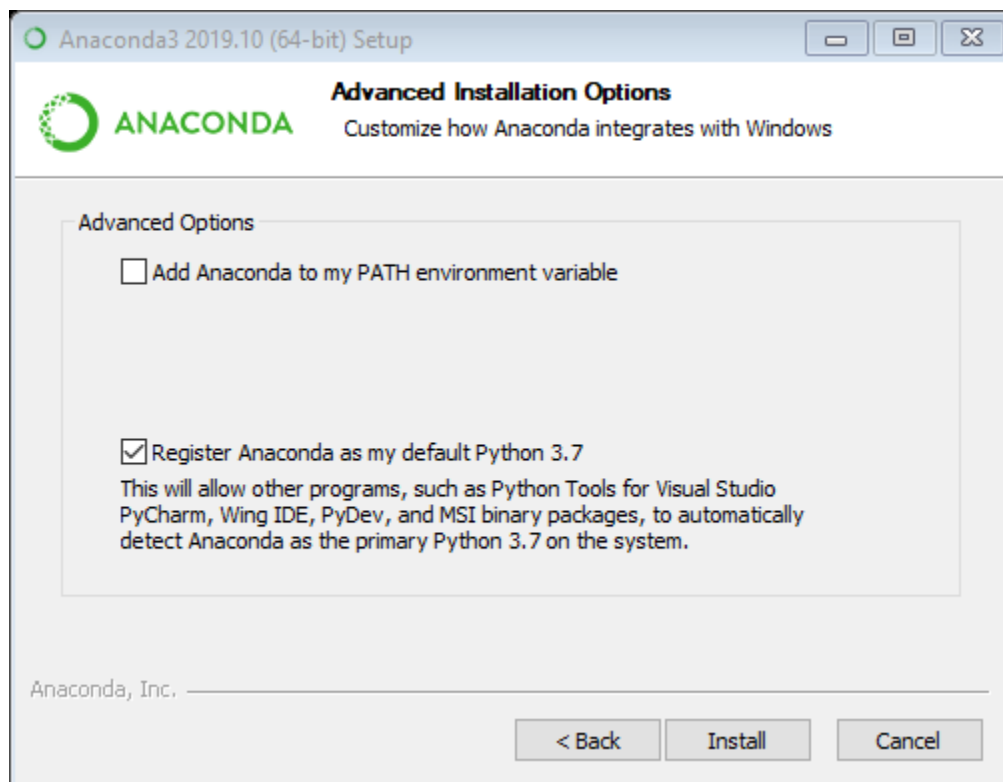 Anaconda3 2019.10 (64-bit) Setup
ANACONDA
Advanced Installation Options
Customize how Anaconda integrates with Windows
Advanced Options
Add Anaconda to my PATH environment variable
Register Anaconda as my default Python 3.7
This will allow other programs, such as Python Tools for Visual Studio
PyCharm, Wing IDE, PyDev, and MSI binary packages, to automatically
detect Anaconda as the primary Python 3.7 on the system.
Anaconda, Inc.
< Back
Install
Cancel